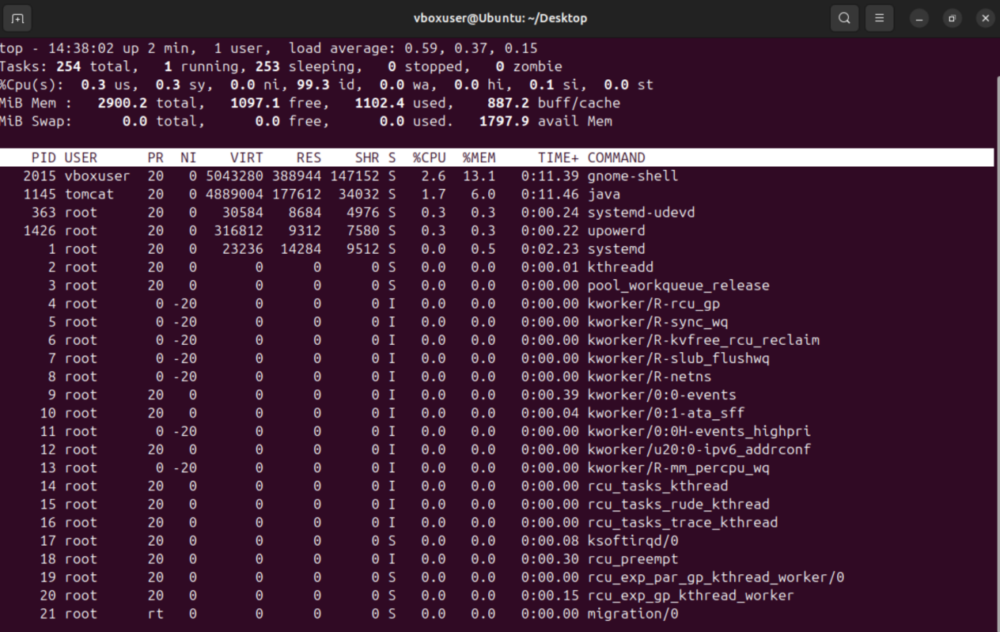 vboxuser@Ubuntu: ~/Desktop
top - 14:38:02 up 2 min,  1 user,  load average: 0.59, 0.37, 0.15
Tasks: 254 total,   1 running, 253 sleeping,   0 stopped,   0 zombie
%Cpu(s):  0.3 us,  0.3 sy,  0.0 ni, 99.3 id,  0.0 wa,  0.0 hi,  0.1 si,  0.0 st
MiB Mem :   2900.2 total,   1097.1 free,   1102.4 used,    887.2 buff/cache
MiB Swap:      0.0 total,      0.0 free,      0.0 used.   1797.9 avail Mem
PID USER      PR  NI    VIRT    RES    SHR S  %CPU  %MEM     TIME+ COMMAND
2015 vboxuser  20   0 5043280 388944 147152 S   2.6  13.1   0:11.39 gnome-shell
1145 tomcat    20   0 4889004 177612  34032 S   1.7   6.0   0:11.46 java
363 root      20   0   30584   8684   4976 S   0.3   0.3   0:00.24 systemd-udevd
1426 root      20   0  316812   9312   7580 S   0.3   0.3   0:00.22 upowerd
1 root      20   0   23236  14284   9512 S   0.0   0.5   0:02.23 systemd
2 root      20   0       0      0      0 S   0.0   0.0   0:00.01 kthreadd
3 root      20   0       0      0      0 S   0.0   0.0   0:00.00 pool_workqueue_release
4 root       0 -20       0      0      0 I   0.0   0.0   0:00.00 kworker/R-rcu_gp
5 root       0 -20       0      0      0 I   0.0   0.0   0:00.00 kworker/R-sync_wq
6 root       0 -20       0      0      0 I   0.0   0.0   0:00.00 kworker/R-kvfree_rcu_reclaim
7 root       0 -20       0      0      0 I   0.0   0.0   0:00.00 kworker/R-slub_flushwq
8 root       0 -20       0      0      0 I   0.0   0.0   0:00.00 kworker/R-netns
9 root      20   0       0      0      0 I   0.0   0.0   0:00.39 kworker/0:0-events
10 root      20   0       0      0      0 I   0.0   0.0   0:00.04 kworker/0:1-ata_sff
11 root       0 -20       0      0      0 I   0.0   0.0   0:00.00 kworker/0:0H-events_highpri
12 root      20   0       0      0      0 I   0.0   0.0   0:00.00 kworker/u20:0-ipv6_addrconf
13 root       0 -20       0      0      0 I   0.0   0.0   0:00.00 kworker/R-mm_percpu_wq
14 root      20   0       0      0      0 I   0.0   0.0   0:00.00 rcu_tasks_kthread
15 root      20   0       0      0      0 I   0.0   0.0   0:00.00 rcu_tasks_rude_kthread
16 root      20   0       0      0      0 I   0.0   0.0   0:00.00 rcu_tasks_trace_kthread
17 root      20   0       0      0      0 S   0.0   0.0   0:00.08 ksoftirqd/0
18 root      20   0       0      0      0 I   0.0   0.0   0:00.30 rcu_preempt
19 root      20   0       0      0      0 S   0.0   0.0   0:00.00 rcu_exp_par_gp_kthread_worker/0
20 root      20   0       0      0      0 S   0.0   0.0   0:00.15 rcu_exp_gp_kthread_worker
21 root      rt   0       0      0      0 S   0.0   0.0   0:00.00 migration/0